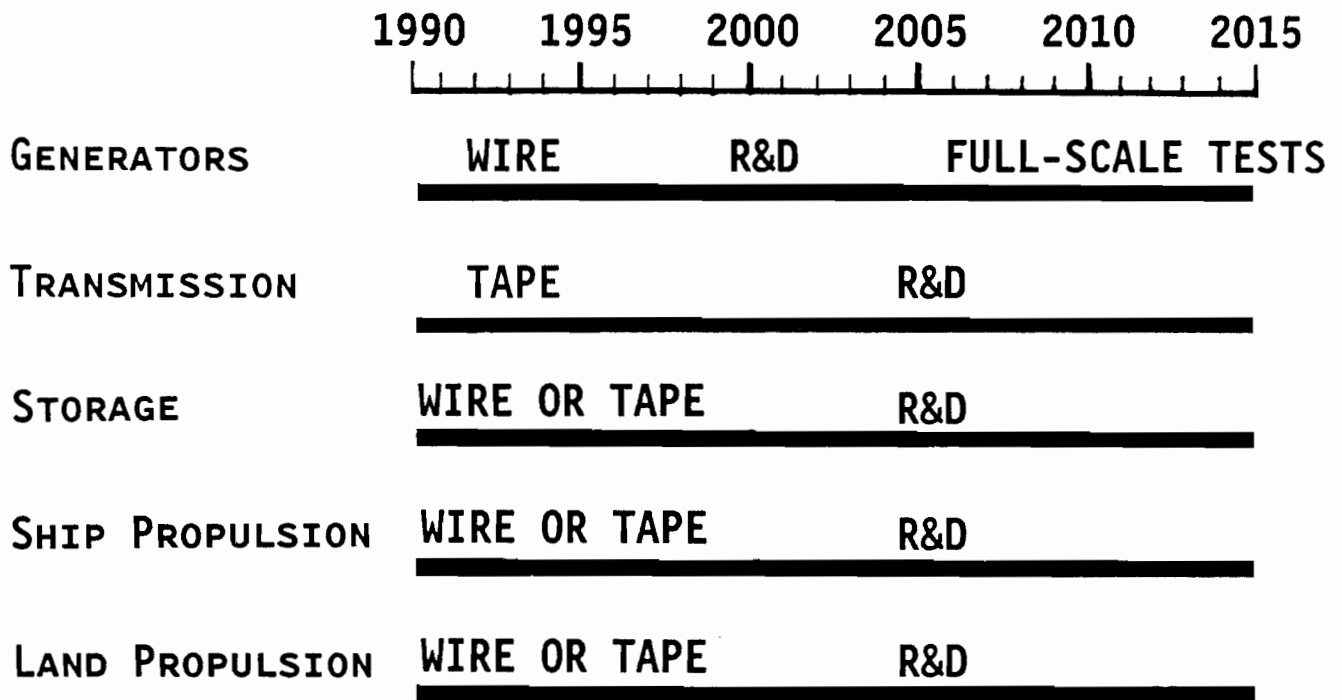 1990 1995 2000 2005 2010 2015
GENERATORS WIRE R&D FULL-SCALE TESTS
TRANSMISSION TAPE R&D
STORAGE WIRE OR TAPE R&D
SHIP PROPULSION WIRE OR TAPE R&D
LAND PROPULSION WIRE OR TAPE R&D